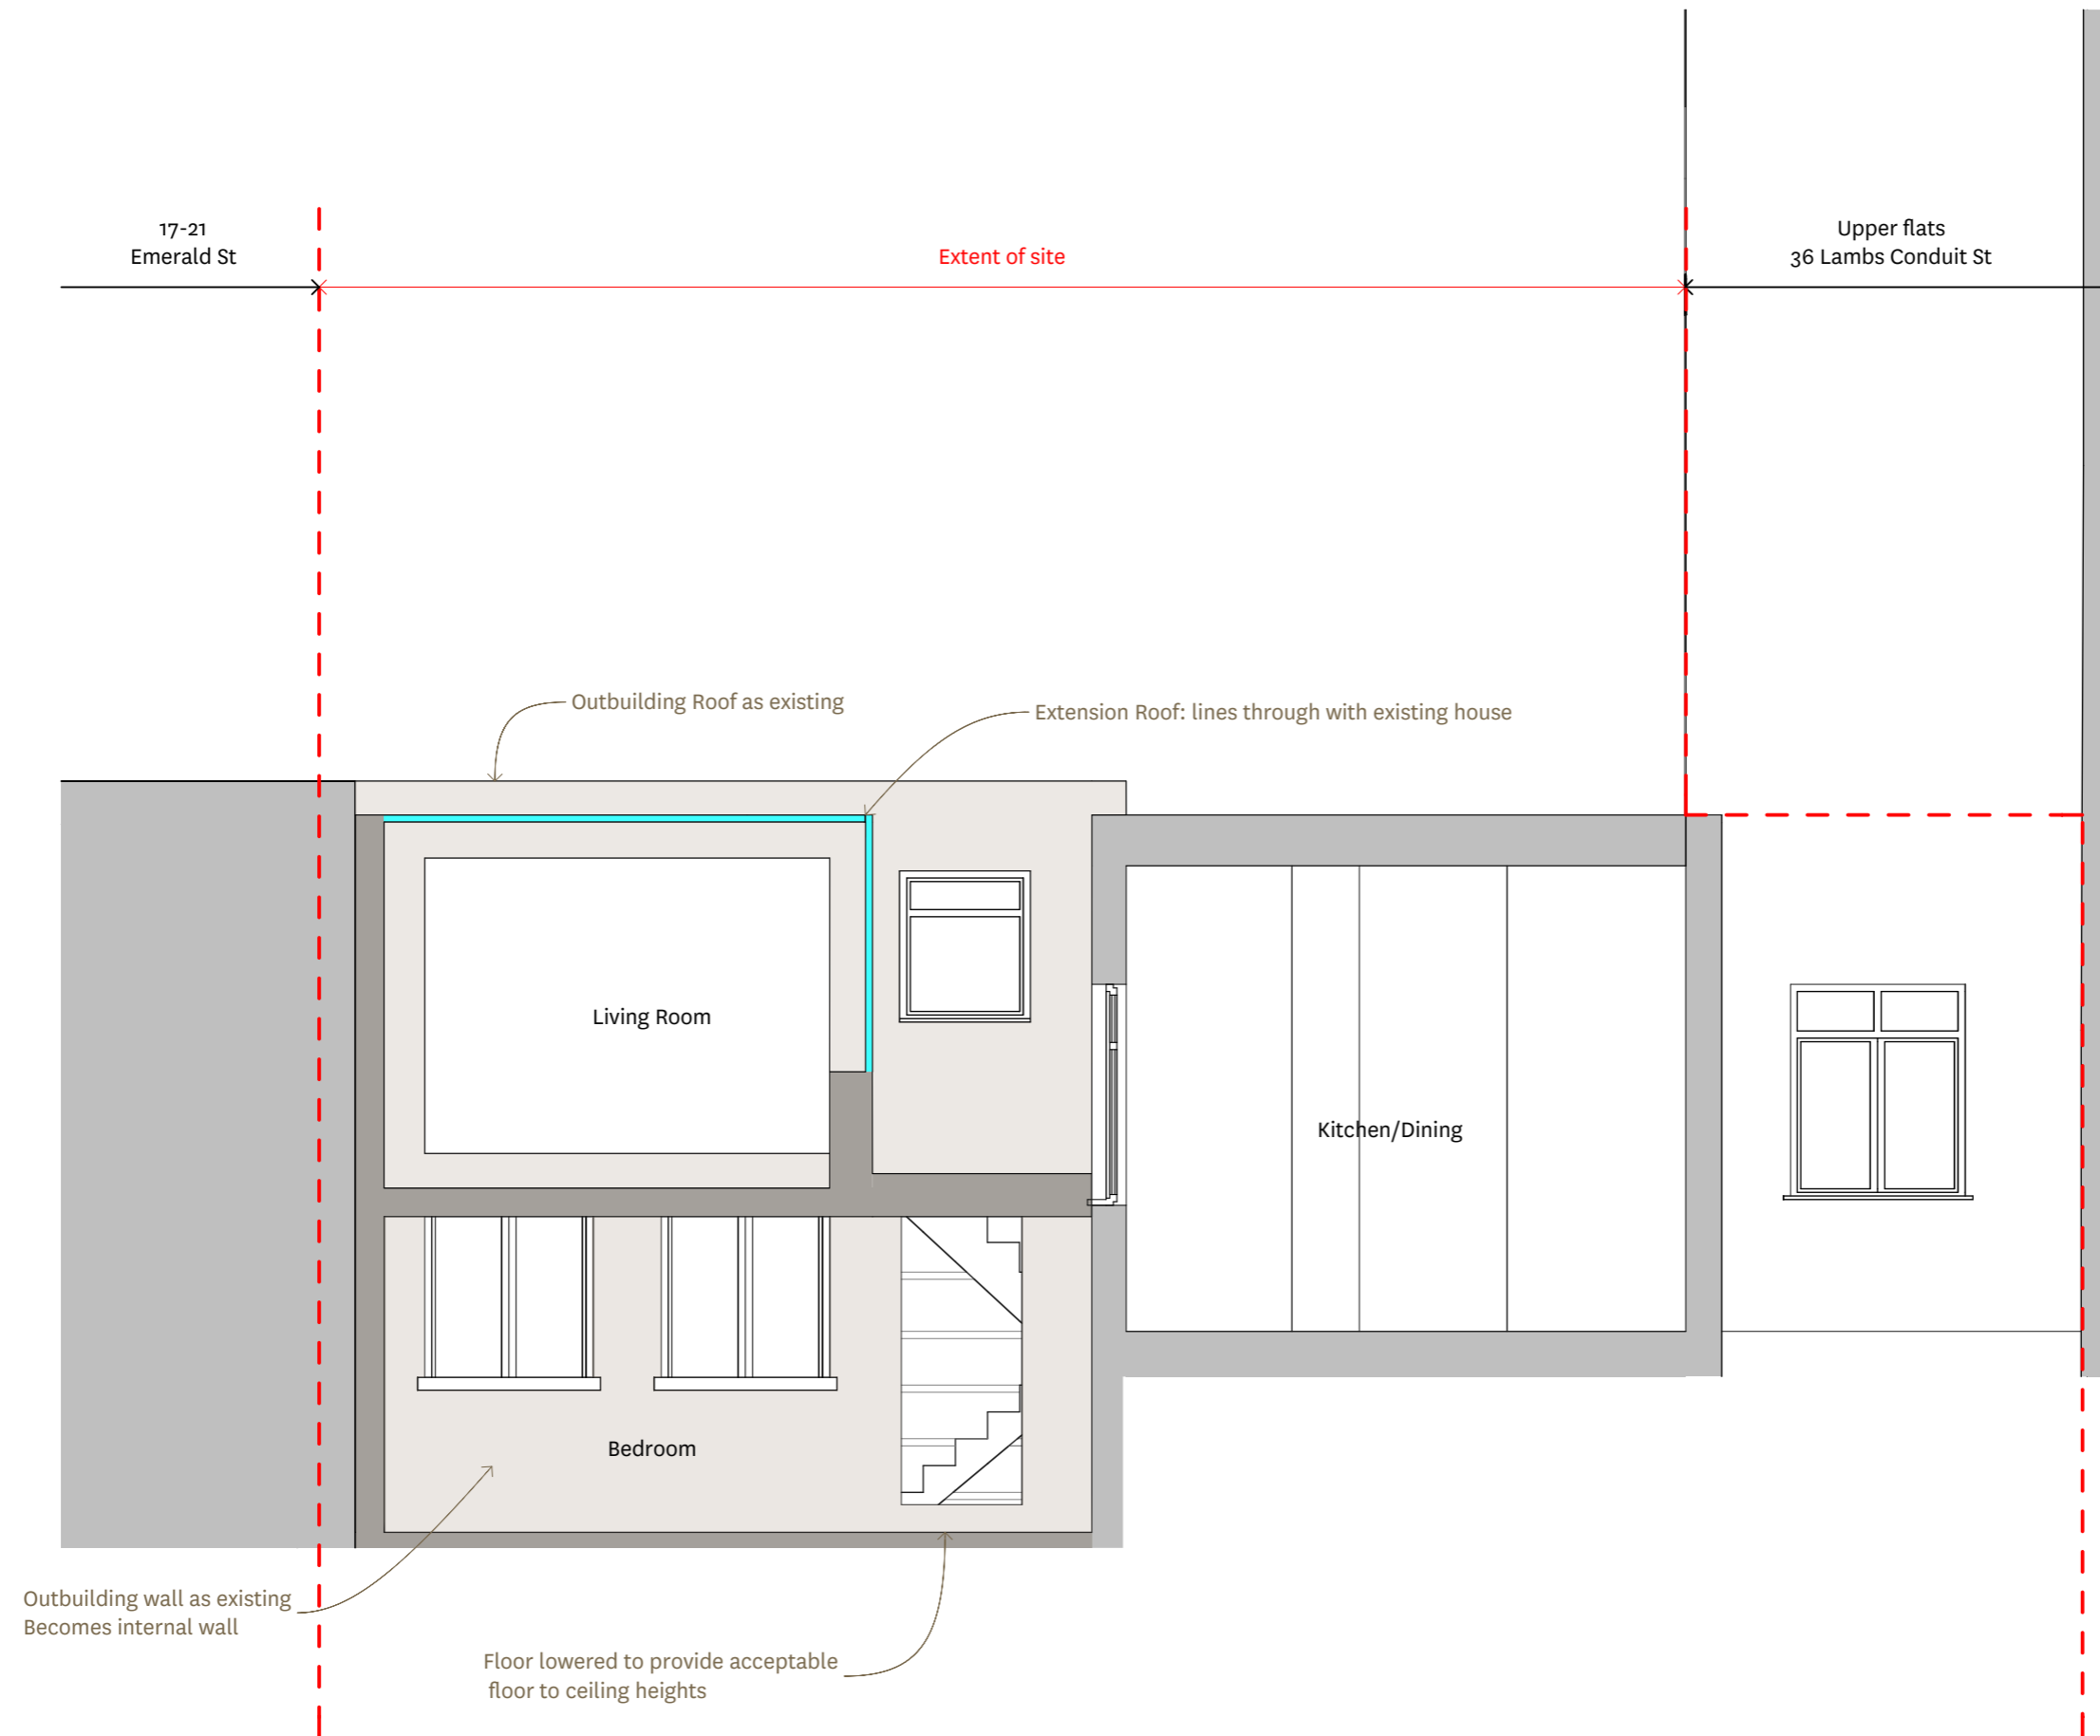 17-21
Emerald St
Extent of site
Upper flats
36 Lambs Conduit St
Outbuilding Roof as existing
Extension Roof: lines through with existing house
Living Room
Kitchen/Dining
Bedroom
Outbuilding wall as existing
Becomes internal wall
Floor lowered to provide acceptable
floor to ceiling heights